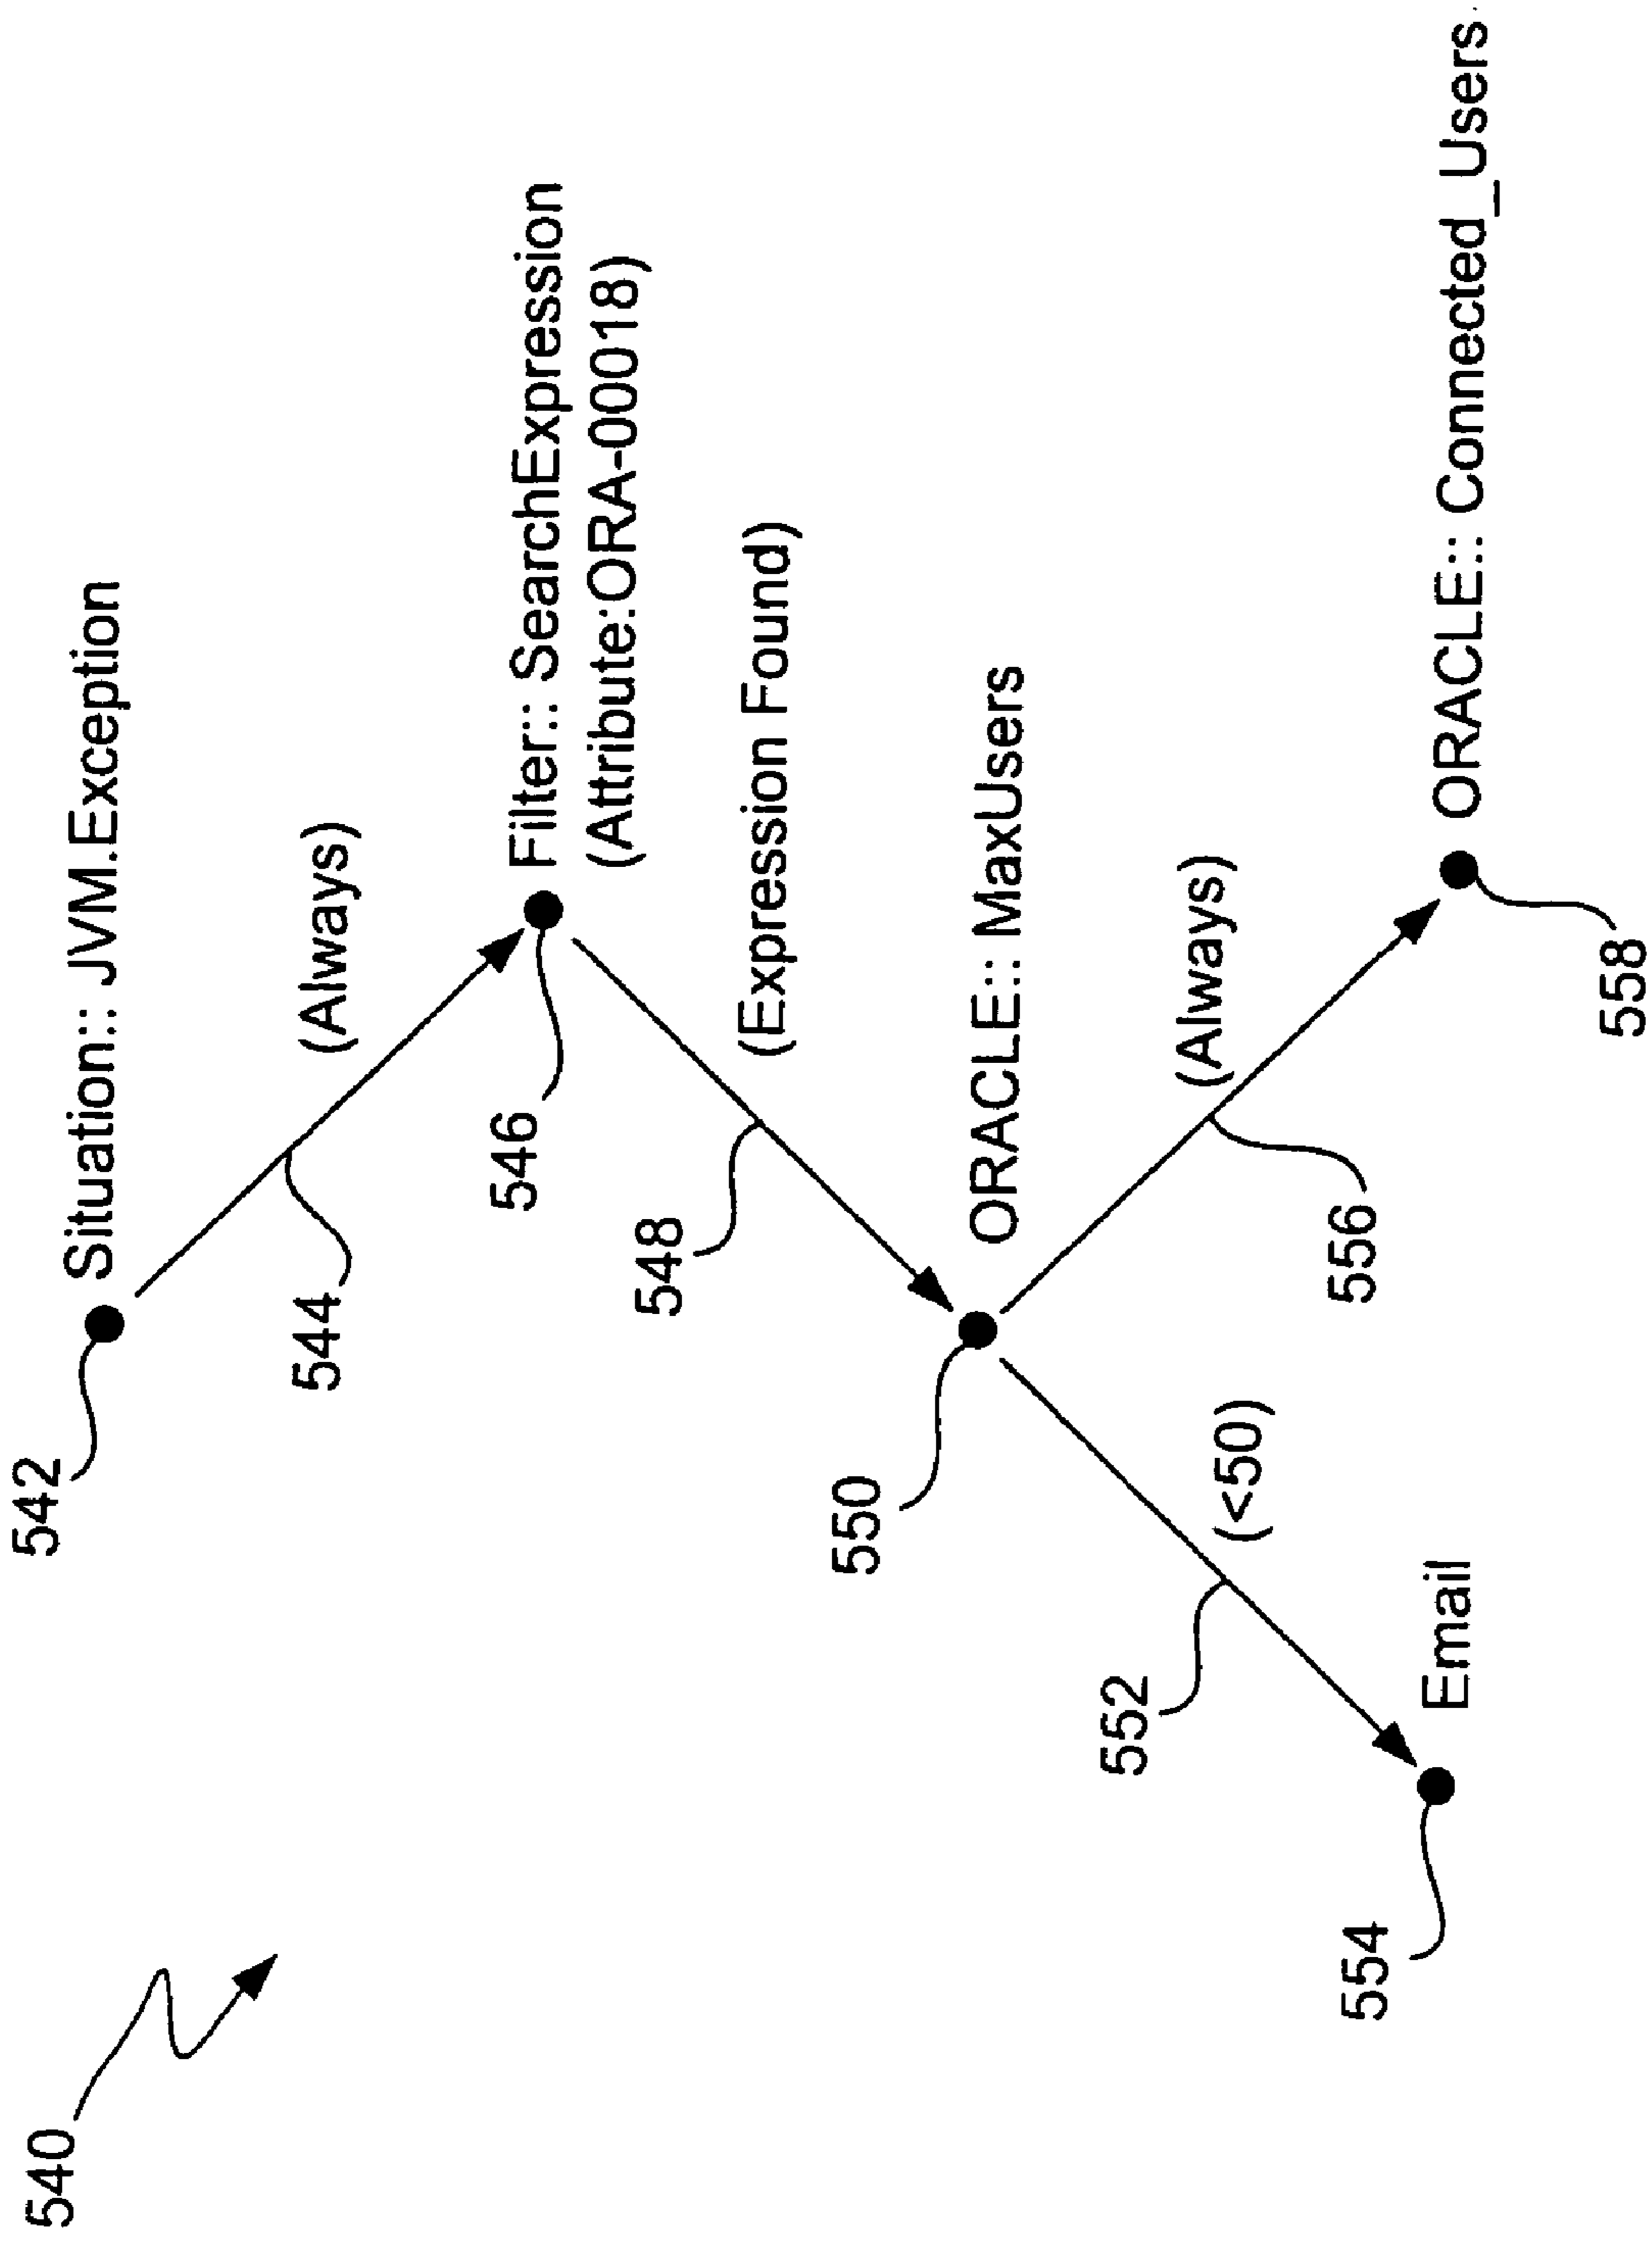 540
542
Situation:: JVM.Exception
544
(Always)
546
Filter:: SearchExpression
(Attribute:ORA-00018)
548
(Expression Found)
550
ORACLE:: MaxUsers
552
(<50)
556
(Always)
554
Email
558
ORACLE:: Connected_Users